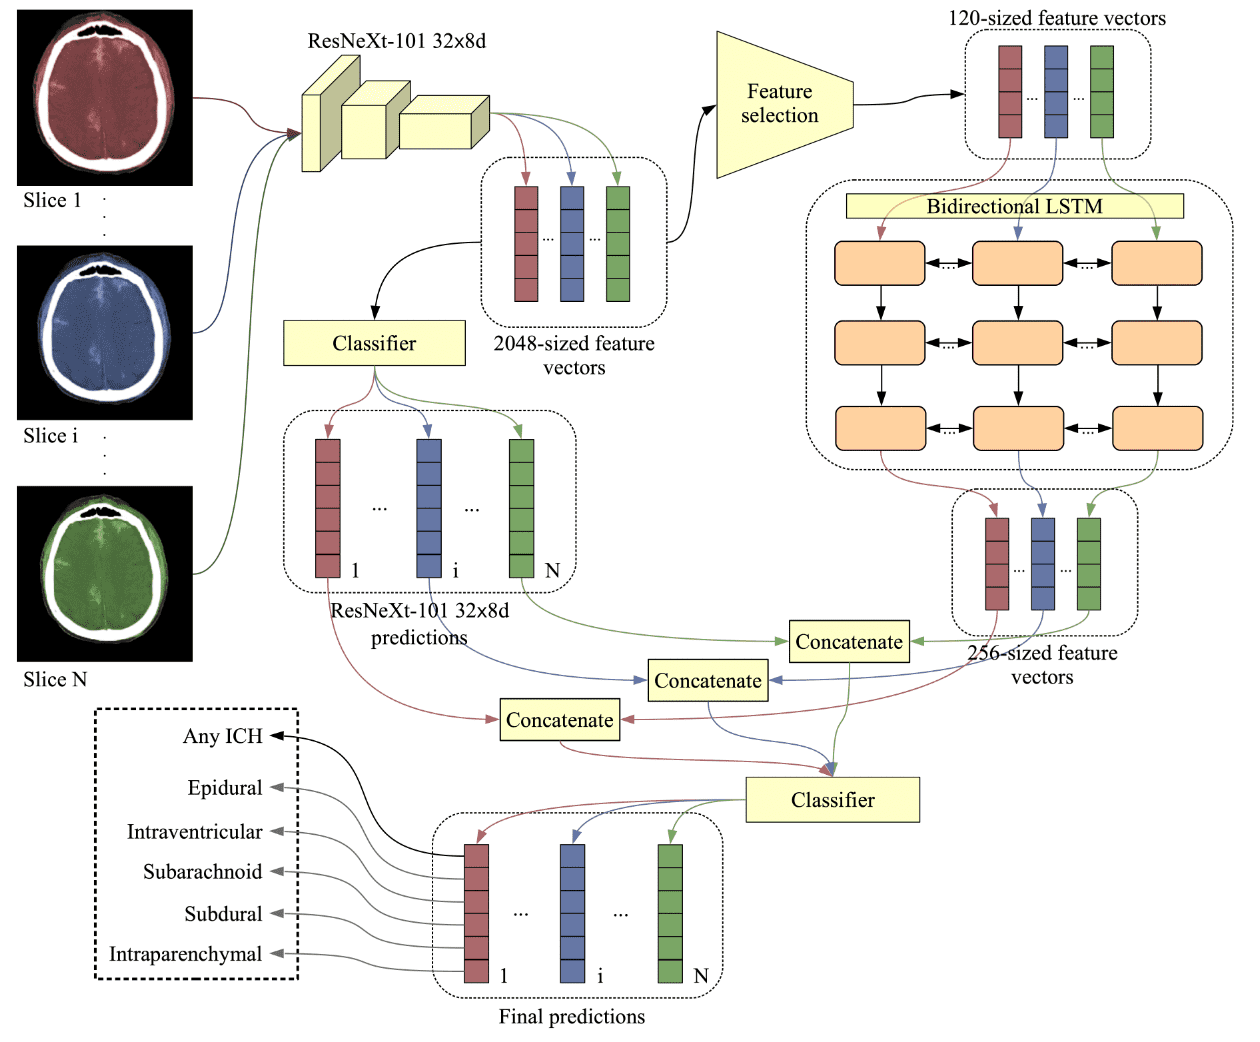 ResNeXt-101 32x8d
Slice 1
Slice i
Slice N
Feature
selection
120-sized feature vectors
Bidirectional LSTM
2048-sized feature
vectors
Classifier
...
...
1
i
N
ResNeXt-101 32x8d
predictions
256-sized feature
vectors
Concatenate
Concatenate
Concatenate
Classifier
Any ICH
Epidural
Intraventricular
Subarachnoid
Subdural
Intraparenchymal
...
...
1
i
N
Final predictions